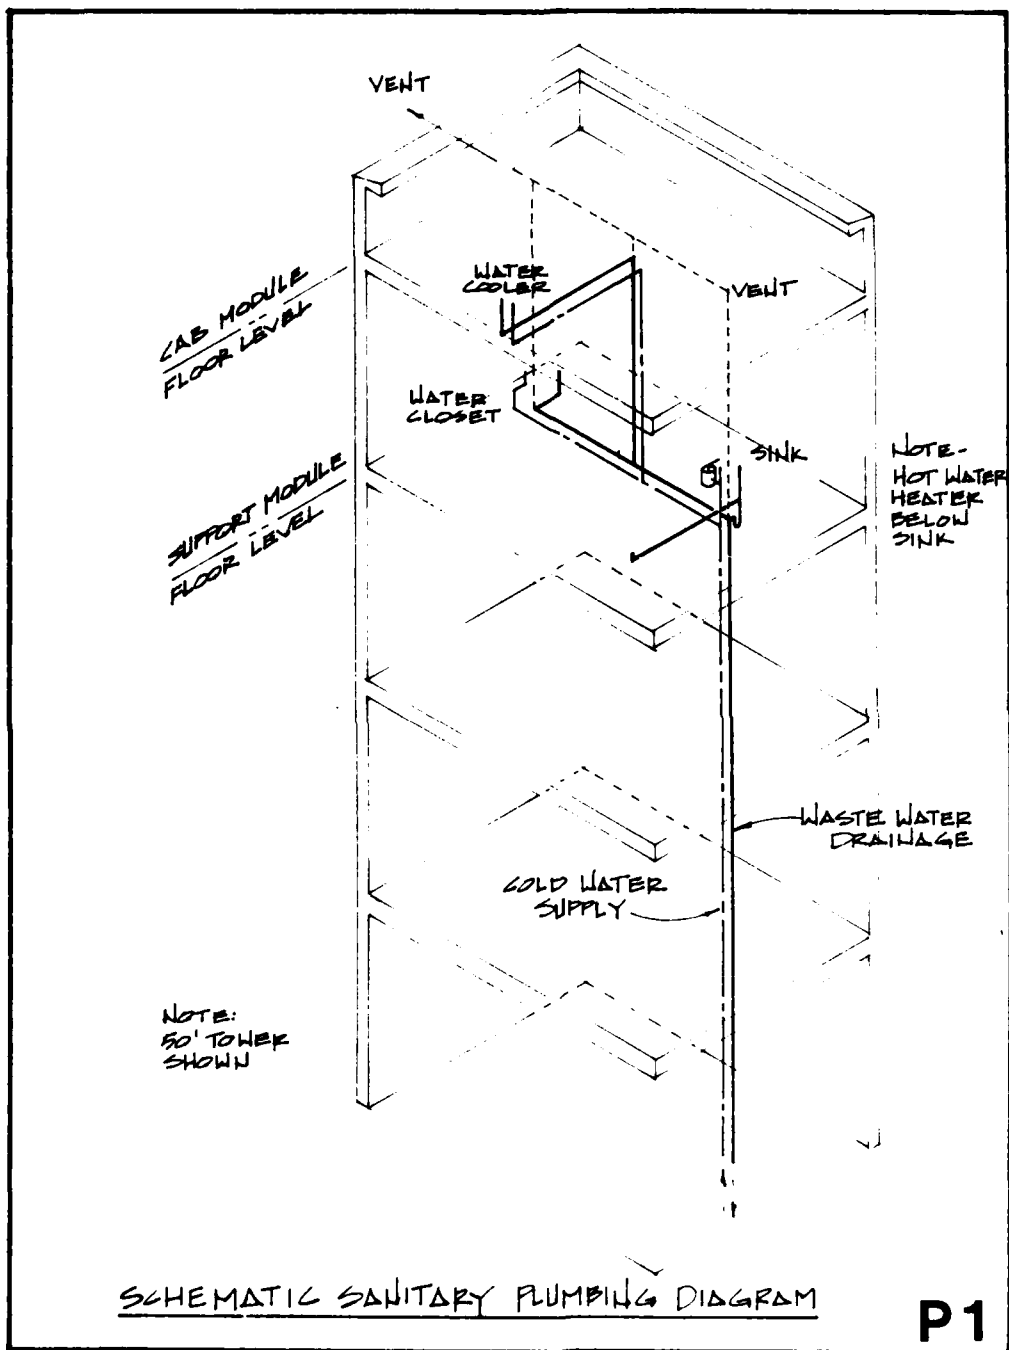 VENT
WATER
COOLER
VENT
CAB MODULE
FLOOR LEVEL
WATER
CLOSET
SINK
NOTE-
HOT WATER
HEATER
BELOW
SINK
SUPPORT MODULE
FLOOR LEVEL
WASTE WATER
DRAINAGE
COLD WATER
SUPPLY
NOTE:
50' TOWER
SHOWN
SCHEMATIC SANITARY PLUMBING DIAGRAM
P1